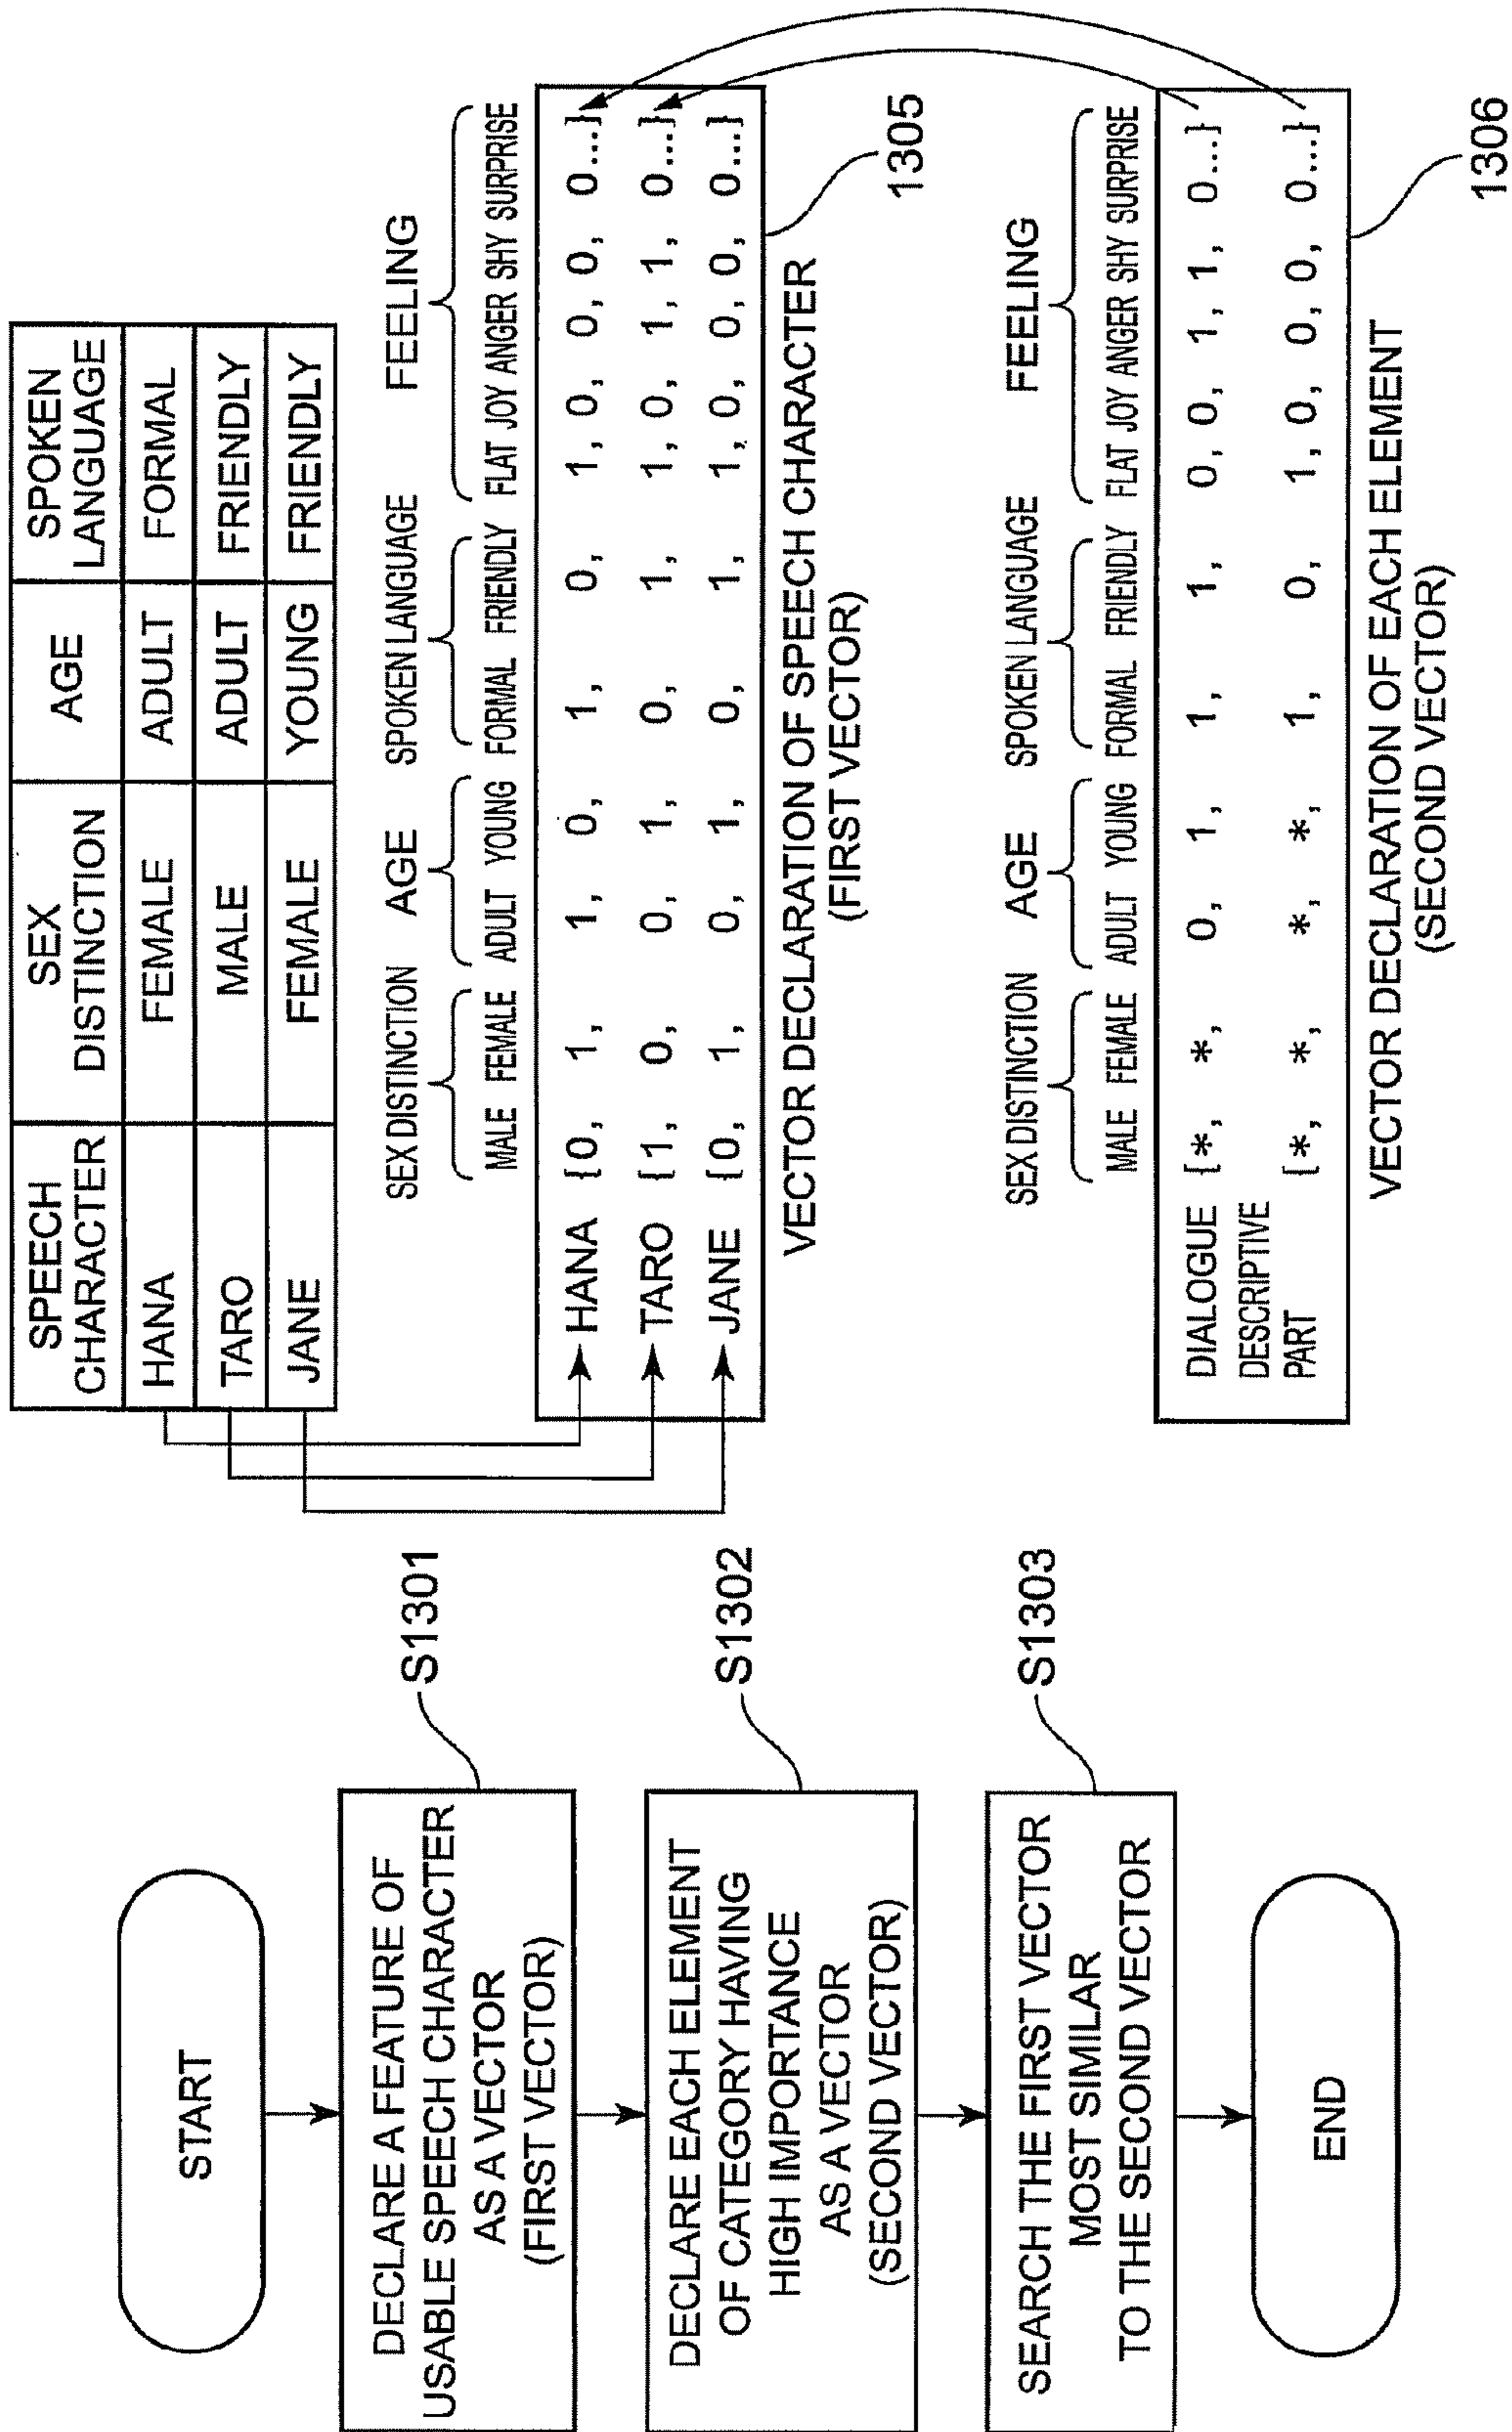 START
DECLARE A FEATURE OF
USABLE SPEECH CHARACTER
AS A VECTOR
(FIRST VECTOR)
S1301
DECLARE EACH ELEMENT
OF CATEGORY HAVING
HIGH IMPORTANCE
AS A VECTOR
(SECOND VECTOR)
S1302
SEARCH THE FIRST VECTOR
MOST SIMILAR
TO THE SECOND VECTOR
S1303
END
SPEECH CHARACTER SEX DISTINCTION AGE SPOKEN LANGUAGE
HANA FEMALE ADULT FORMAL
TARO MALE ADULT FRIENDLY
JANE FEMALE YOUNG FRIENDLY
SEX DISTINCTION AGE SPOKEN LANGUAGE FEELING
MALE FEMALE ADULT YOUNG FORMAL FRIENDLY FLAT JOY ANGER SHY SURPRISE
HANA {0, 1, 1, 0, 1, 0, 1, 0, 0, 0, 0...}
TARO {1, 0, 0, 1, 0, 1, 1, 0, 1, 1, 0...}
JANE {0, 1, 0, 1, 0, 1, 1, 0, 0, 0, 0...}
1305
VECTOR DECLARATION OF SPEECH CHARACTER
(FIRST VECTOR)
SEX DISTINCTION AGE SPOKEN LANGUAGE FEELING
MALE FEMALE ADULT YOUNG FORMAL FRIENDLY FLAT JOY ANGER SHY SURPRISE
DIALOGUE {*, *, 0, 1, 1, 1, 0, 0, 1, 1, 0...}
DESCRIPTIVE
PART {*, *, *, *, 1, 0, 1, 0, 0, 0, 0...}
1306
VECTOR DECLARATION OF EACH ELEMENT
(SECOND VECTOR)